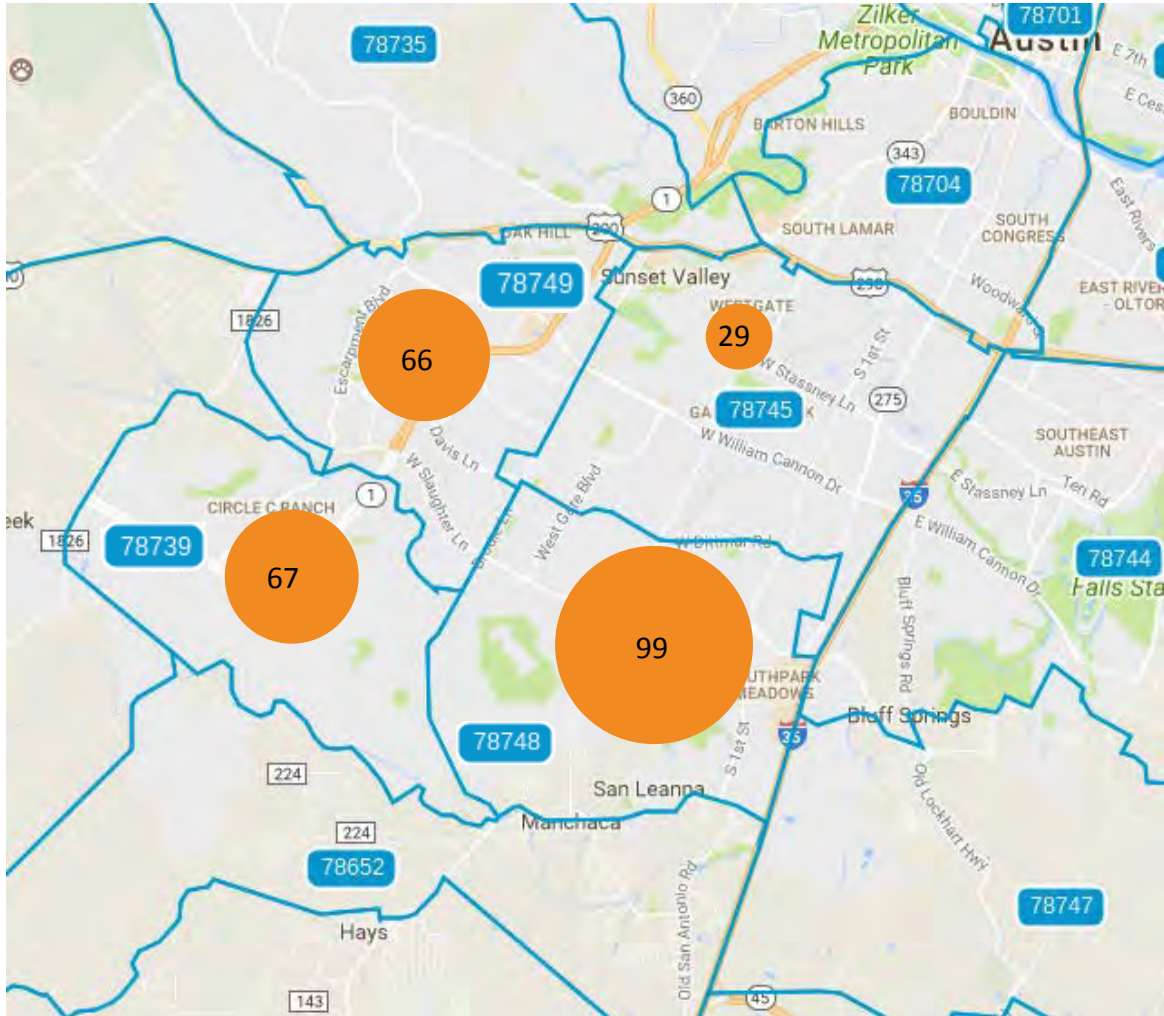 78701
Zilker
Metropolitan
Park
Austin
78735
E 7th
E Ces
360
BARTON HILLS
BOULDIN
343
78704
East Rivers
1
290
OAK HILL
SOUTH LAMAR
SOUTH
CONGRESS
78749
Sunset Valley
290
Woodward
EAST RIVER
- OLTOR
1826
Escarpment Blvd
WESTGATE
66
29
W Stassney Ln
S 1st St
275
78745
GA
K
Davis Ln
W William Cannon Dr
SOUTHEAST
AUSTIN
W Slaughter Ln
West Gate Blvd
35
E Stassney Ln
Teri Rd
1
CIRCLE C RANCH
eek
1826
78739
W Dittmar Rd
E William Cannon Dr
78744
Falls Sta
67
Bluff Springs Rd
99
UTHPARK
MEADOWS
Bluff Springs
78748
35
S 1st St
224
San Leanna
Manchaca
224
78652
Old Lockhart Hwy
Old San Antonio Rd
78747
Hays
143
45